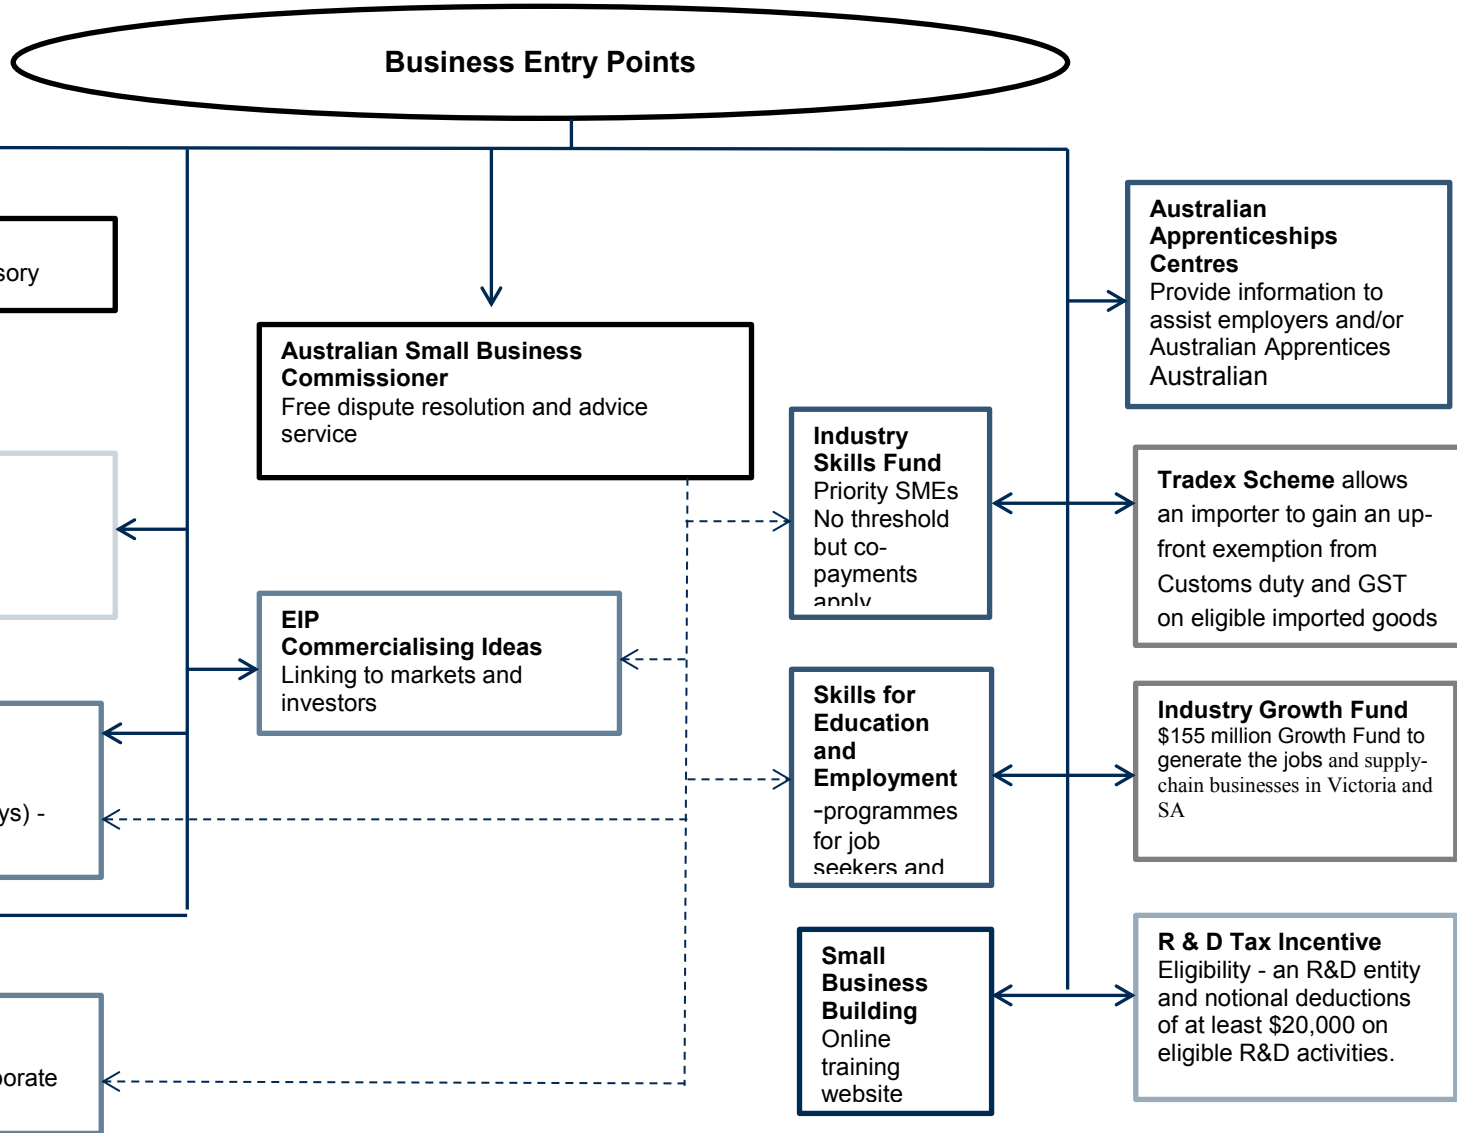 Business Entry Points
Australian
Apprenticeships
Centres
Provide information to
assist employers and/or
Australian Apprentices
Australian
sory
Australian Small Business
Commissioner
Free dispute resolution and advice
service
Industry
Skills Fund
Priority SMEs
No threshold
but co-
payments
apply
Tradex Scheme allows
an importer to gain an up-
front exemption from
Customs duty and GST
on eligible imported goods
EIP
Commercialising Ideas
Linking to markets and
investors
Skills for
Education
and
Employment
-programmes
for job
seekers and
Industry Growth Fund
$155 million Growth Fund to
generate the jobs and supply-
chain businesses in Victoria and
SA
ys) -
Small
Business
Building
Online
training
website
R & D Tax Incentive
Eligibility - an R&D entity
and notional deductions
of at least $20,000 on
eligible R&D activities.
orate